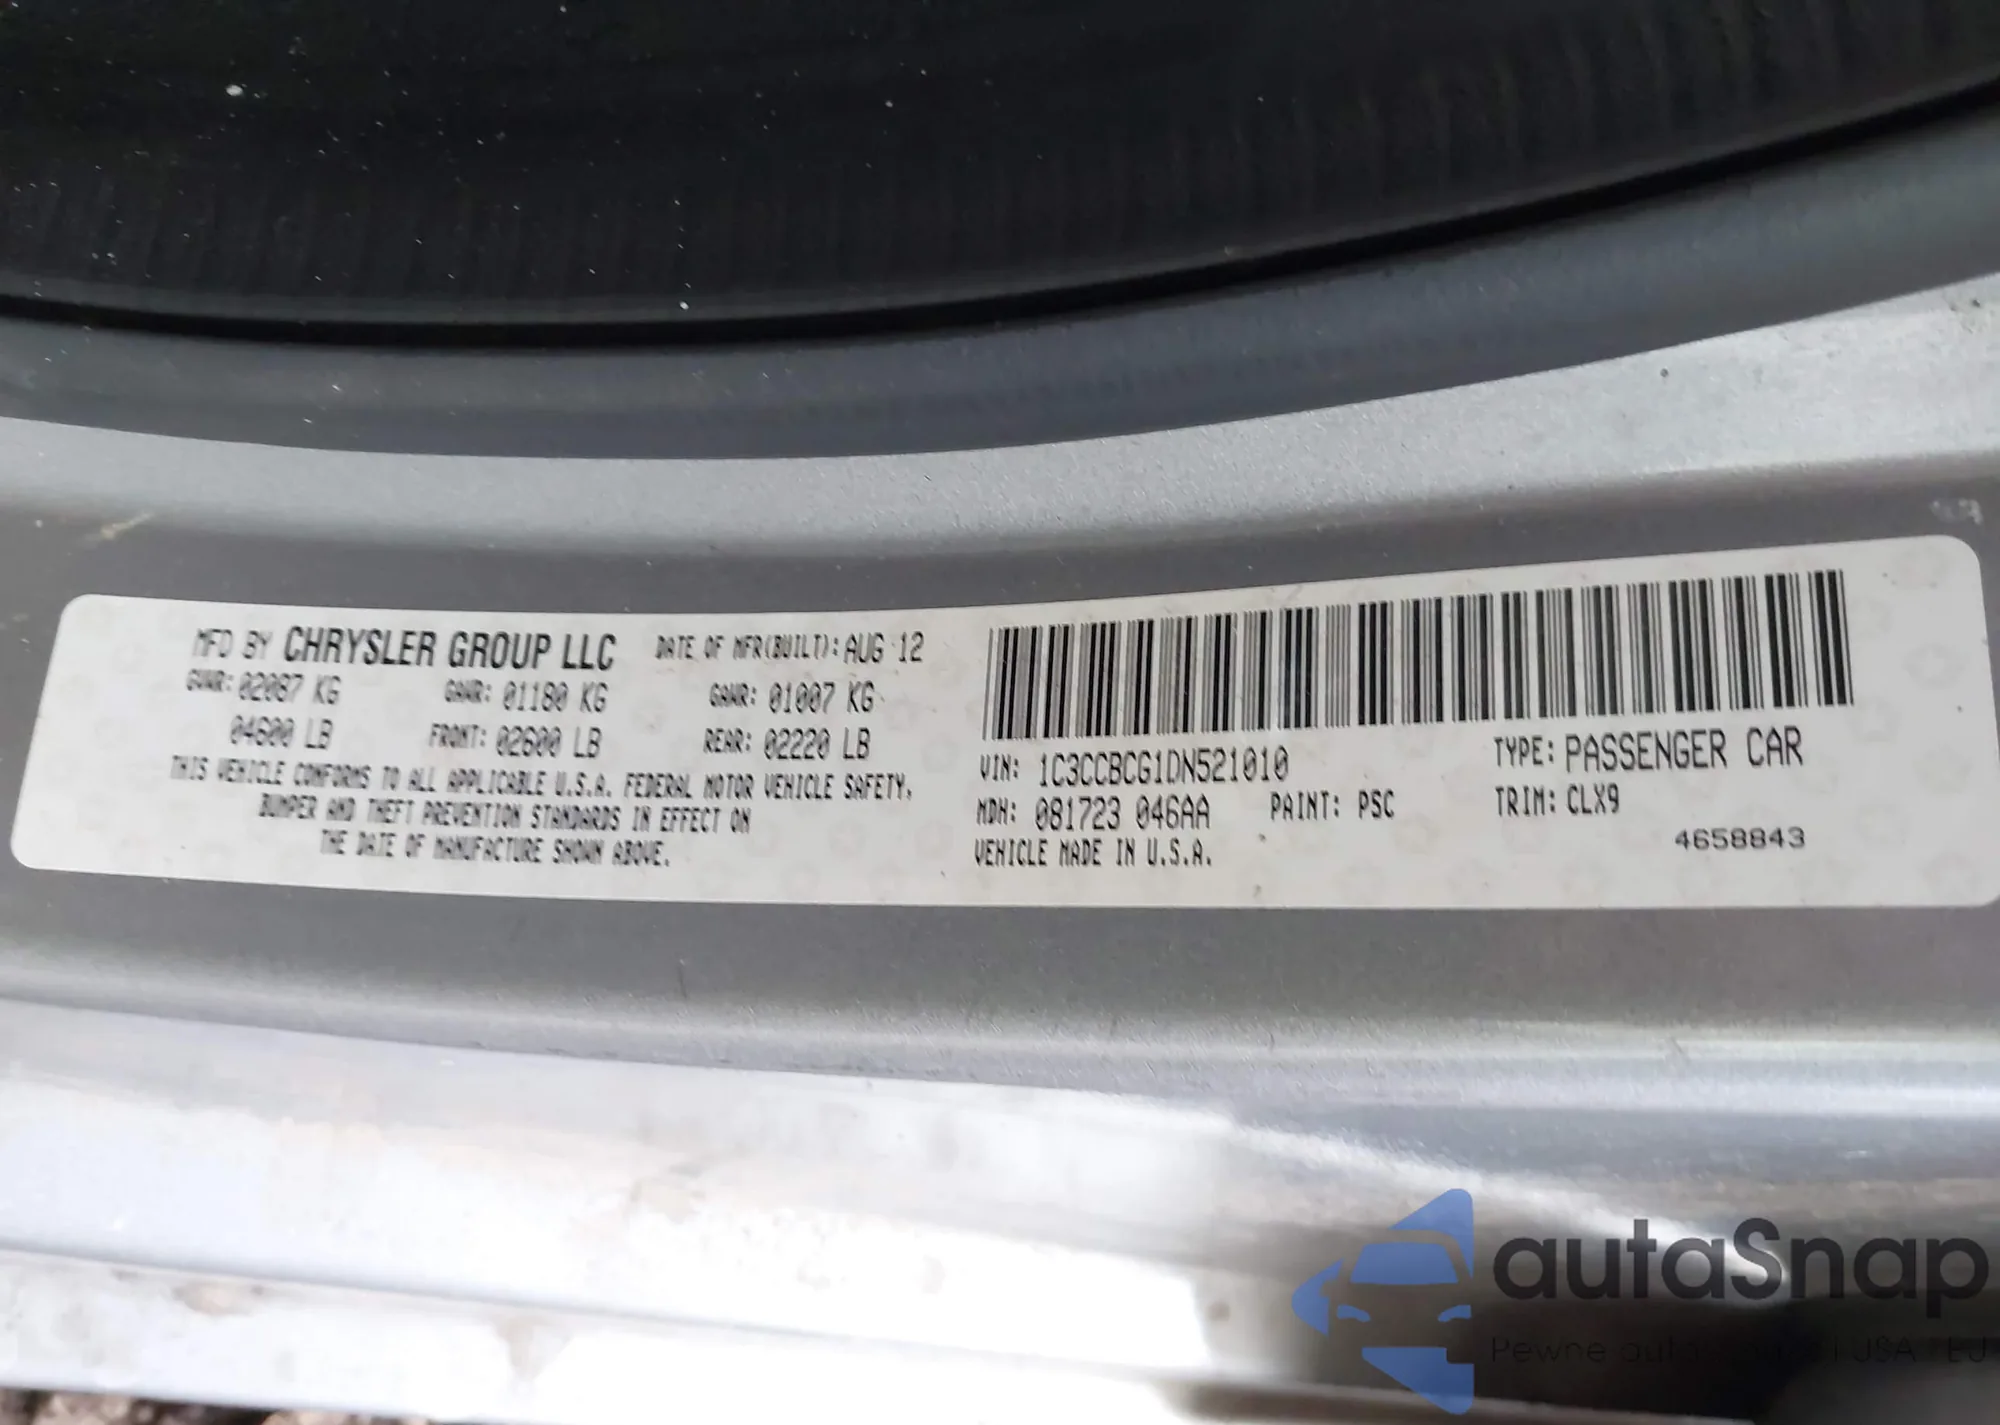 MFD BY CHRYSLER GROUP LLC DATE OF MFR(BUILT): AUG 12
GVWR: 02087 KG GAWR: 01180 KG GAWR: 01007 KG
04600 LB FRONT: 02600 LB REAR: 02220 LB
THIS VEHICLE CONFORMS TO ALL APPLICABLE U.S.A. FEDERAL MOTOR VEHICLE SAFETY,
BUMPER AND THEFT PREVENTION STANDARDS IN EFFECT ON
THE DATE OF MANUFACTURE SHOWN ABOVE.
VIN: 1C3CCBCG1DN521010 TYPE: PASSENGER CAR
MDH: 081723 046AA PAINT: PSC TRIM: CLX9
VEHICLE MADE IN U.S.A. 4658843
autaSnap
Pewne auta USA